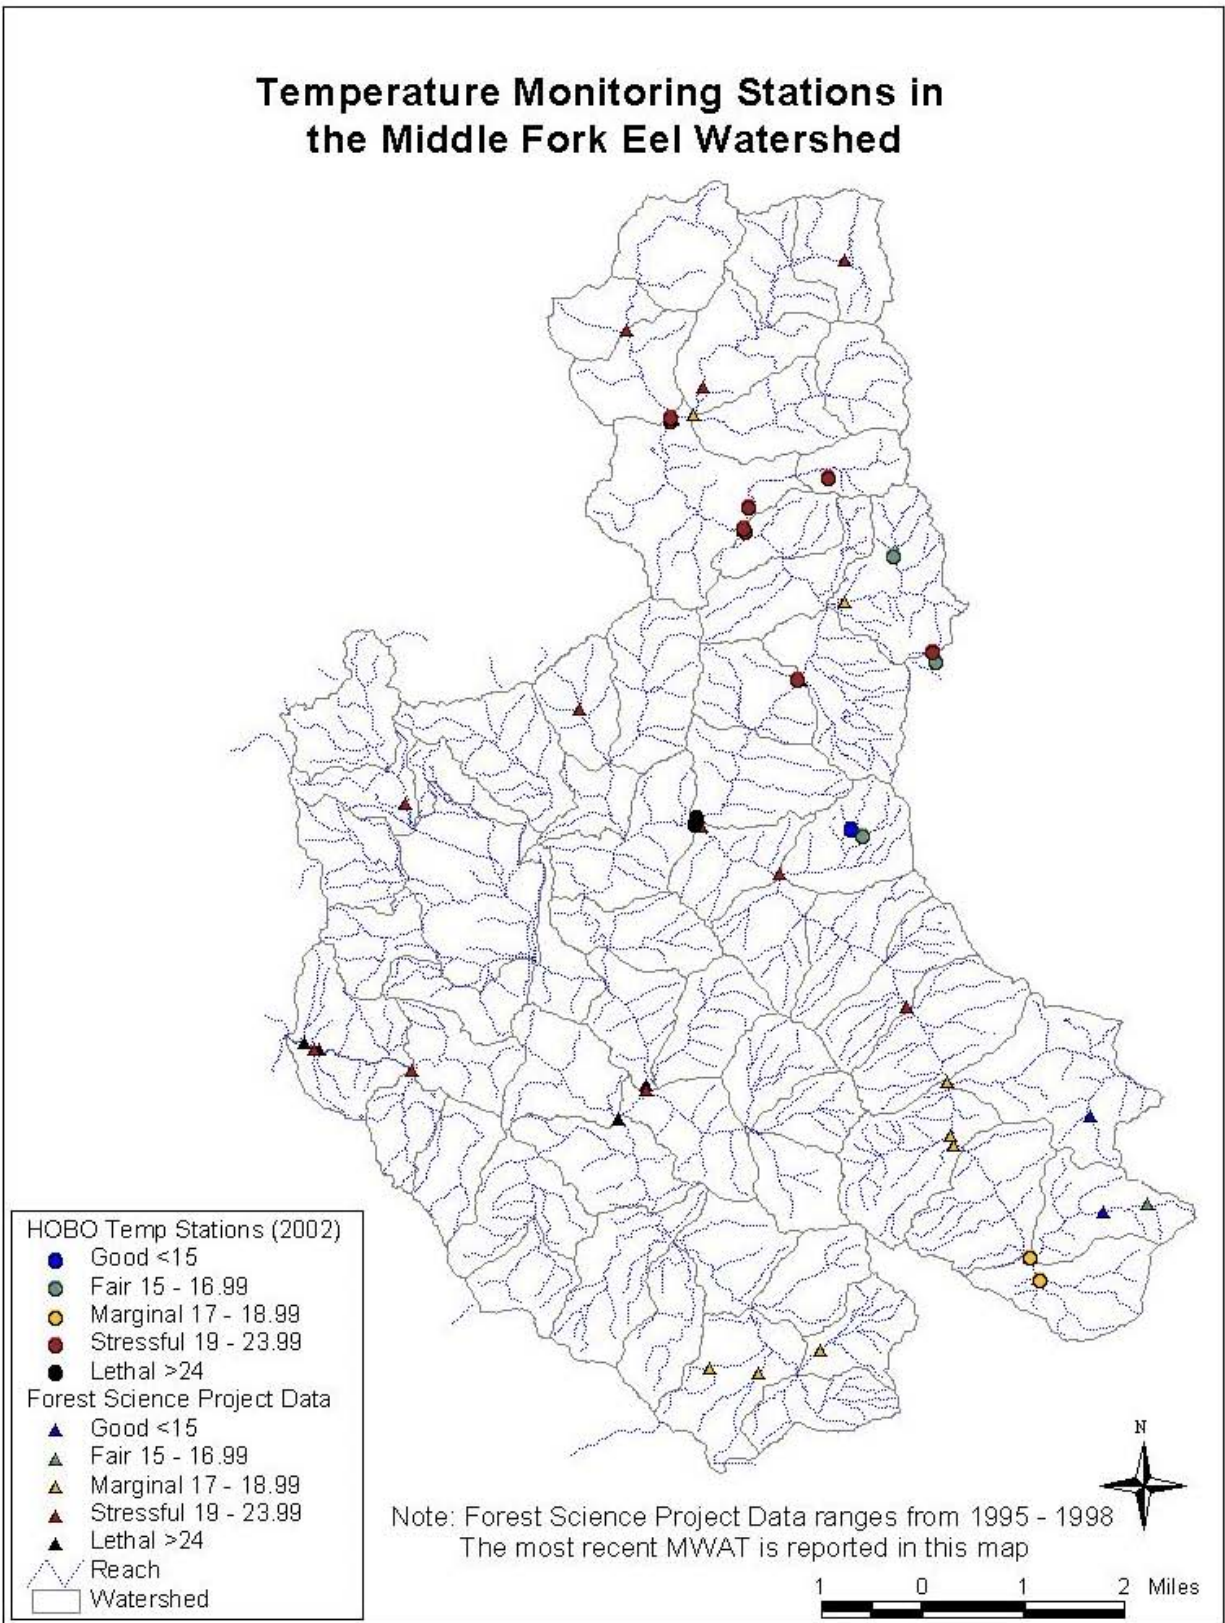 Temperature Monitoring Stations in
the Middle Fork Eel Watershed
HOBO Temp Stations (2002)
Good <15
Fair 15 - 16.99
Marginal 17 - 18.99
Stressful 19 - 23.99
Lethal >24
Forest Science Project Data
Good <15
Fair 15 - 16.99
Marginal 17 - 18.99
Stressful 19 - 23.99
Lethal >24
Reach
Watershed
N
Note: Forest Science Project Data ranges from 1995 - 1998
The most recent MWAT is reported in this map
1 0 1 2 Miles